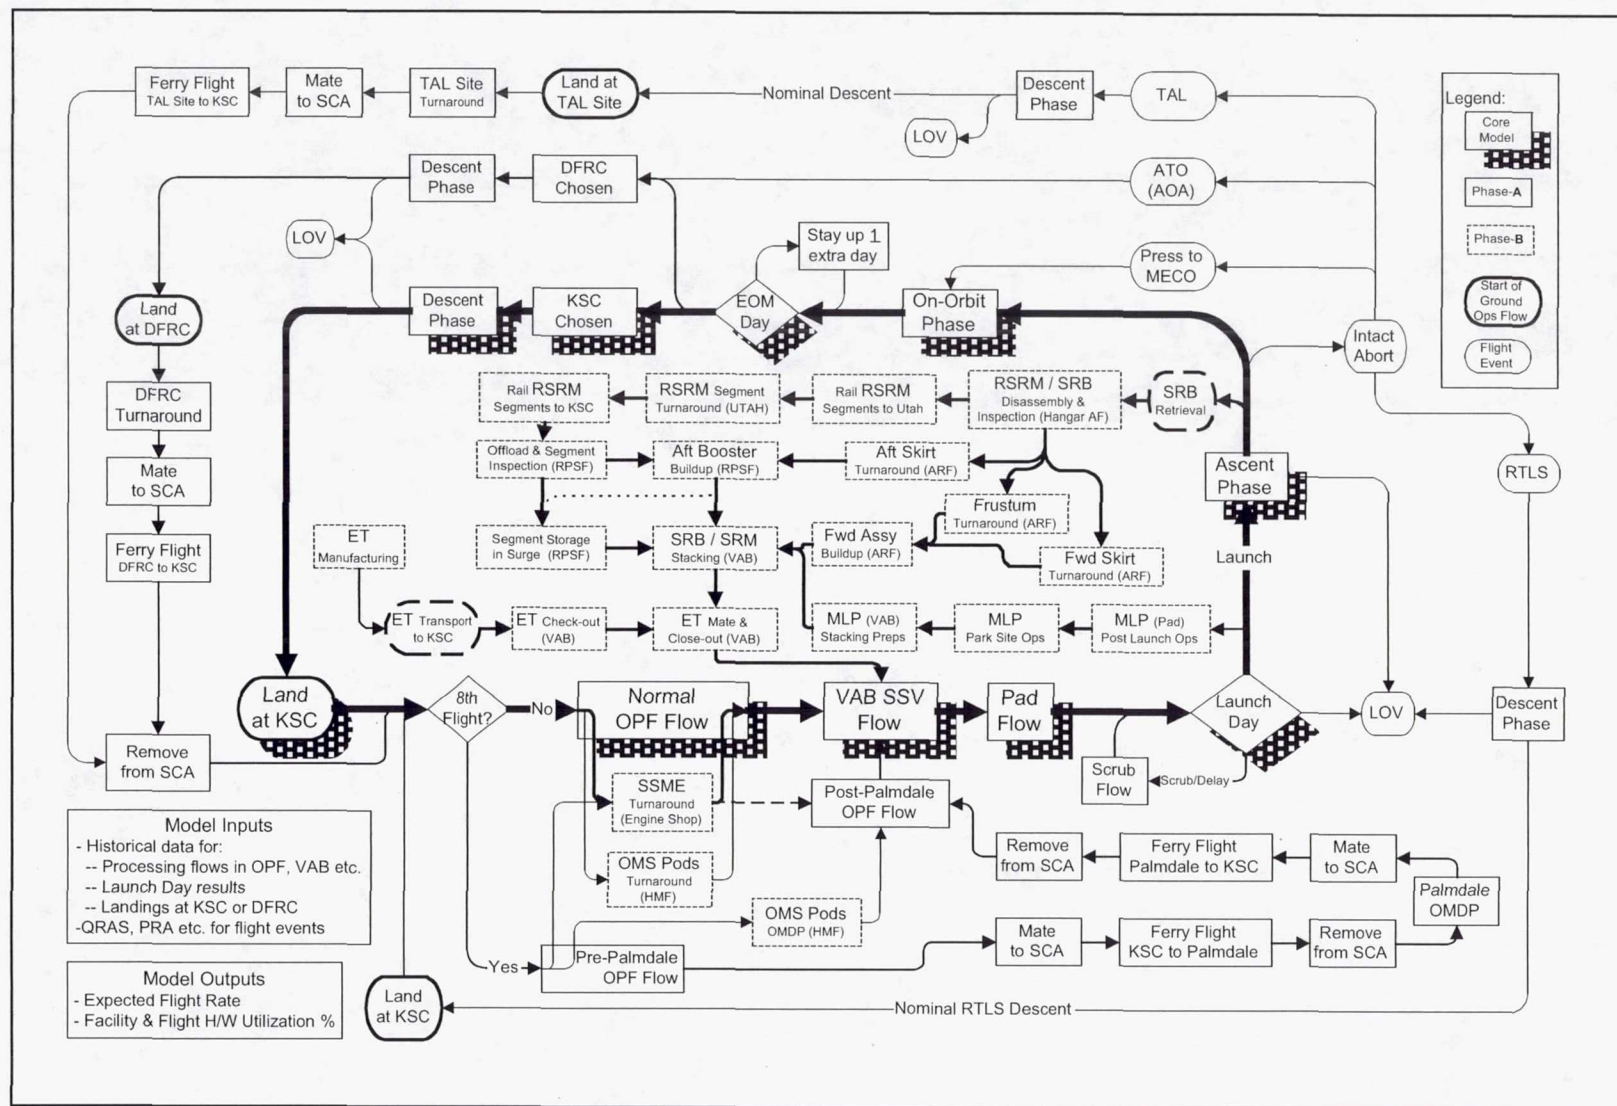 Ferry Flight
TAL Site to KSC
Mate
to SCA
TAL Site
Turnaround
Land at
TAL Site
Nominal Descent
Descent
Phase
TAL
LOV
Legend:
Core
Model
Phase-A
Phase-B
Start of
Ground
Ops Flow
Flight
Event
Descent
Phase
DFRC
Chosen
ATO
(AOA)
LOV
Stay up 1
extra day
Press to
MECO
Land
at DFRC
Descent
Phase
KSC
Chosen
EOM
Day
On-Orbit
Phase
Intact
Abort
DFRC
Turnaround
Rail RSRM
Segments to KSC
RSRM Segment
Turnaround (UTAH)
Rail RSRM
Segments to Utah
RSRM / SRB
Disassembly &
Inspection (Hangar AF)
SRB
Retrieval
Mate
to SCA
Offload & Segment
Inspection (RPSF)
Aft Booster
Buildup (RPSF)
Aft Skirt
Turnaround (ARF)
Ascent
Phase
RTLS
Frustum
Turnaround (ARF)
Ferry Flight
DFRC to KSC
ET
Manufacturing
Segment Storage
in Surge (RPSF)
SRB / SRM
Stacking (VAB)
Fwd Assy
Buildup (ARF)
Fwd Skirt
Turnaround (ARF)
Launch
ET Transport
to KSC
ET Check-out
(VAB)
ET Mate &
Close-out (VAB)
MLP (VAB)
Stacking Preps
MLP
Park Site Ops
MLP (Pad)
Post Launch Ops
Land
at KSC
8th
Flight?
No
Normal
OPF Flow
VAB SSV
Flow
Pad
Flow
Launch
Day
LOV
Descent
Phase
Remove
from SCA
SSME
Turnaround
(Engine Shop)
Post-Palmdale
OPF Flow
Scrub
Flow
Scrub/Delay
Model Inputs
- Historical data for:
-- Processing flows in OPF, VAB etc.
-- Launch Day results
-- Landings at KSC or DFRC
-QRAS, PRA etc. for flight events
OMS Pods
Turnaround
(HMF)
Remove
from SCA
Ferry Flight
Palmdale to KSC
Mate
to SCA
Palmdale
OMDP
OMS Pods
OMDP (HMF)
Mate
to SCA
Ferry Flight
KSC to Palmdale
Remove
from SCA
Yes
Pre-Palmdale
OPF Flow
Model Outputs
- Expected Flight Rate
- Facility & Flight H/W Utilization %
Land
at KSC
Nominal RTLS Descent